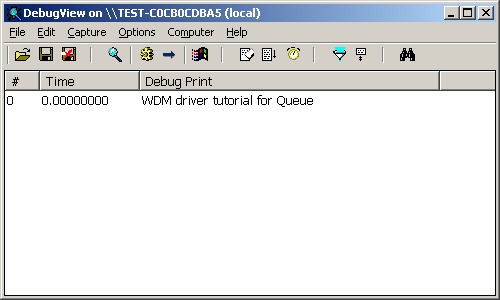 DebugView on \\TEST-C0CB0CDBA5 (local)
File Edit Capture Options Computer Help
# Time Debug Print
0 0.00000000 WDM driver tutorial for Queue